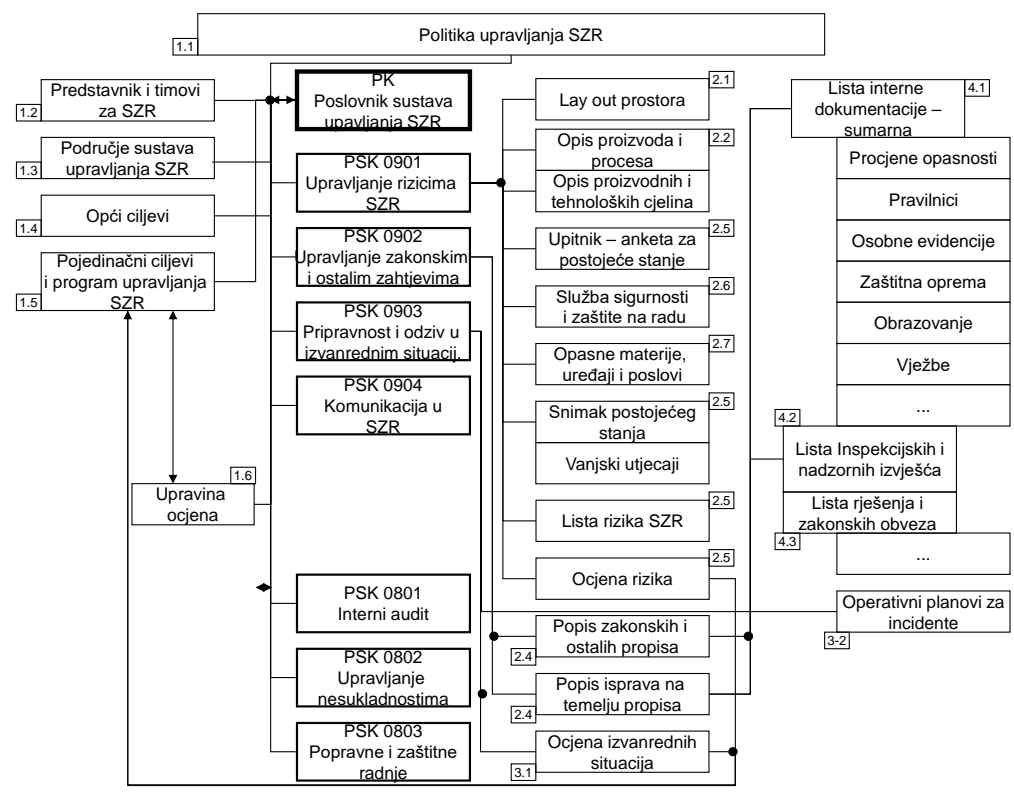 1.1
Politika upravljanja SZR
1.2
Predstavnik i timovi
za SZR
1.3
Područje sustava
upravljanja SZR
1.4
Opći ciljevi
1.5
Pojedinačni ciljevi
i program upravljanja
SZR
1.6
Upravina
ocjena
PK
Poslovnik sustava
upavljanja SZR
PSK 0901
Upravljanje rizicima
SZR
PSK 0902
Upravljanje zakonskim
i ostalim zahtjevima
PSK 0903
Pripravnost i odziv u
izvanrednim situacij.
PSK 0904
Komunikacija u
SZR
PSK 0801
Interni audit
PSK 0802
Upravljanje
nesukladnostima
PSK 0803
Popravne i zaštitne
radnje
2.1
Lay out prostora
2.2
Opis proizvoda i
procesa
Opis proizvodnih i
tehnoloških cjelina
2.5
Upitnik – anketa za
postojeće stanje
2.6
Služba sigurnosti
i zaštite na radu
2.7
Opasne materije,
uređaji i poslovi
2.5
Snimak postojećeg
stanja
Vanjski utjecaji
2.5
Lista rizika SZR
2.5
Ocjena rizika
Popis zakonskih i
ostalih propisa
2.4
Popis isprava na
temelju propisa
2.4
Ocjena izvanrednih
situacija
3.1
4.1
Lista interne
dokumentacije –
sumarna
Procjene opasnosti
Pravilnici
Osobne evidencije
Zaštitna oprema
Obrazovanje
Vježbe
...
4.2
Lista Inspekcijskih i
nadzornih izvješća
Lista rješenja i
zakonskih obveza
4.3
...
Operativni planovi za
incidente
3-2